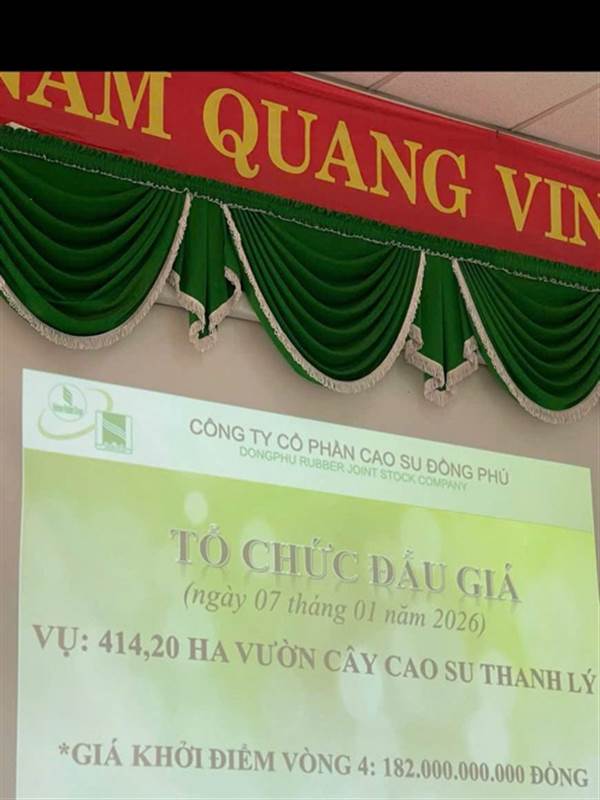 NAM QUANG VIN
CÔNG TY CỔ PHẦN CAO SU ĐỒNG PHÚ
DONGPHU RUBBER JOINT STOCK COMPANY
TỔ CHỨC ĐẤU GIÁ
(ngày 07 tháng 01 năm 2026)
VỤ: 414,20 HA VƯỜN CÂY CAO SU THANH LÝ
*GIÁ KHỞI ĐIỂM VÒNG 4: 182.000.000.000 ĐỒNG